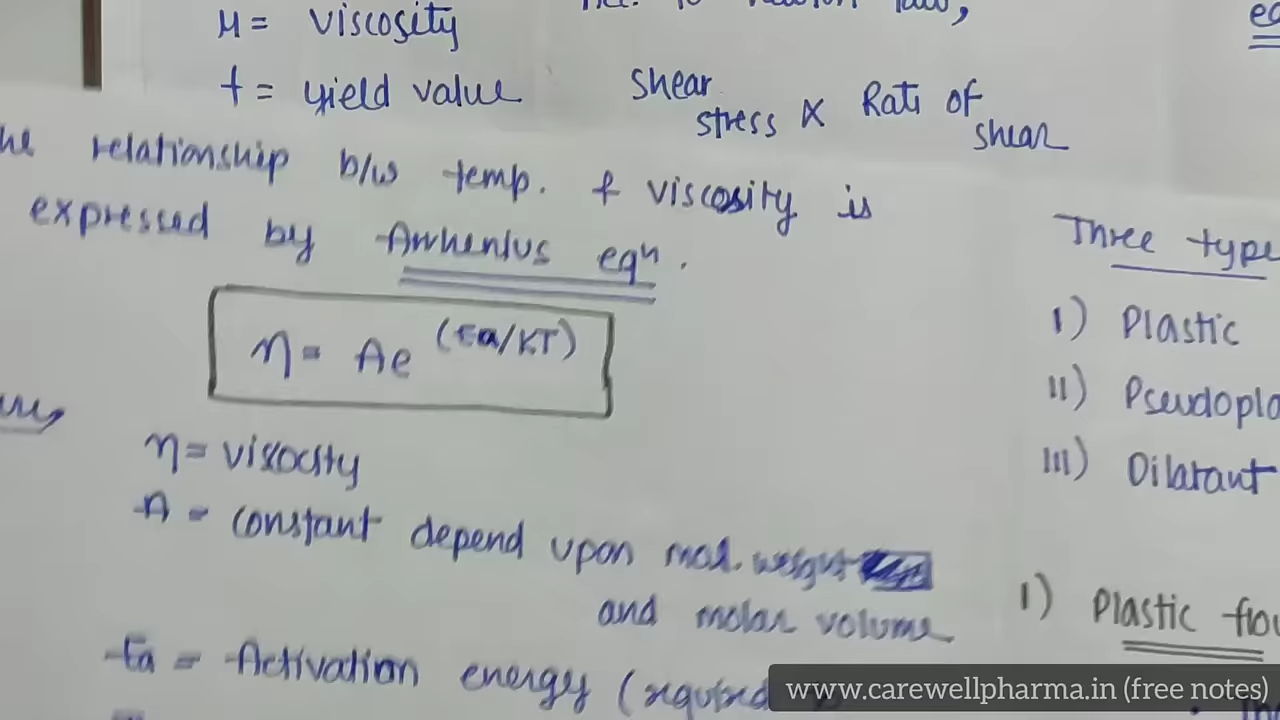 μ = viscosity
f = yield value
Shear stress ∝ Rate of shear
relationship b/w temp. & viscosity is
expressed by Arrhenius eqn.
η = Ae (Ea/KT)
η = viscosity
A = constant depend upon mol. weight
and molar volume
Ea = Activation energy (required
Three type
I) Plastic
II) Pseudopla
III) Dilatant
1) Plastic flo
www.carewellpharma.in (free notes)